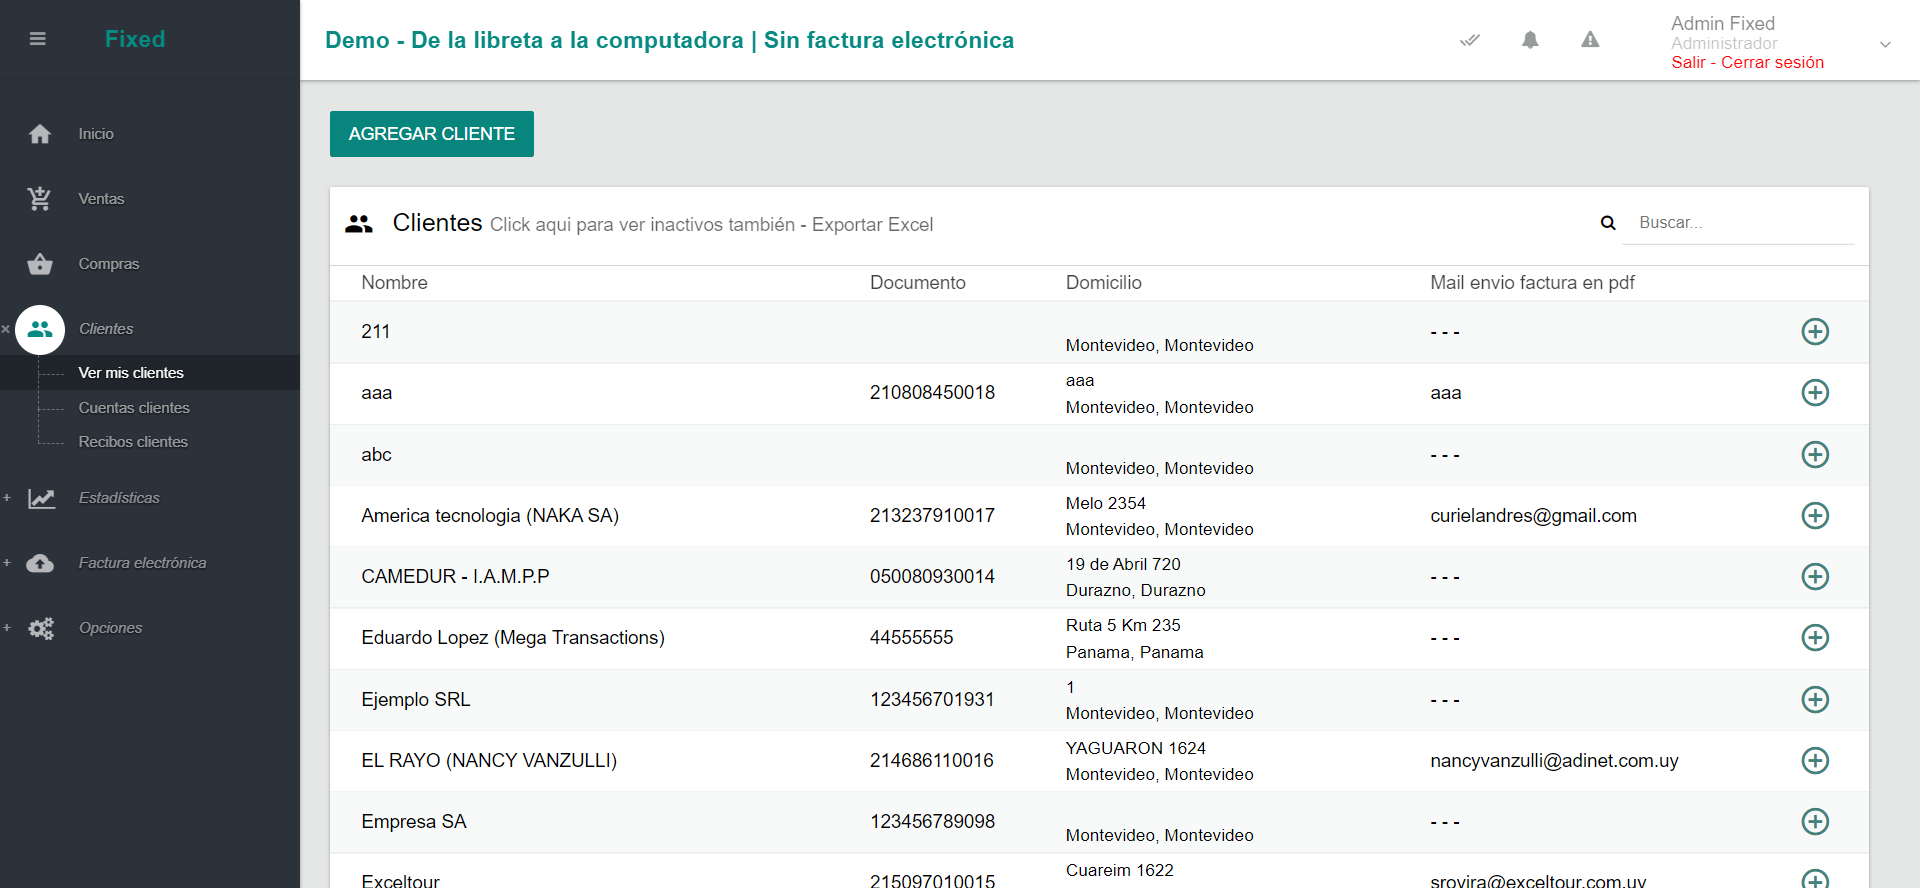 Fixed
Demo - De la libreta a la computadora | Sin factura electrónica
Admin Fixed
Administrador
Salir - Cerrar sesión
Inicio
Ventas
Compras
Clientes
Ver mis clientes
Cuentas clientes
Recibos clientes
Estadísticas
Factura electrónica
Opciones
AGREGAR CLIENTE
Clientes Click aqui para ver inactivos también - Exportar Excel
Buscar...
Nombre Documento Domicilio Mail envio factura en pdf
211 - - -
Montevideo, Montevideo
aaa
aaa 210808450018 aaa
Montevideo, Montevideo
abc - - -
Montevideo, Montevideo
Melo 2354
America tecnologia (NAKA SA) 213237910017 curielandres@gmail.com
Montevideo, Montevideo
19 de Abril 720
CAMEDUR - I.A.M.P.P 050080930014 - - -
Durazno, Durazno
Ruta 5 Km 235
Eduardo Lopez (Mega Transactions) 44555555 - - -
Panama, Panama
1
Ejemplo SRL 123456701931 - - -
Montevideo, Montevideo
YAGUARON 1624
EL RAYO (NANCY VANZULLI) 214686110016 nancyvanzulli@adinet.com.uy
Montevideo, Montevideo
Empresa SA 123456789098 - - -
Montevideo, Montevideo
Cuareim 1622
Exceltour 215097010015 srovira@exceltour.com.uy